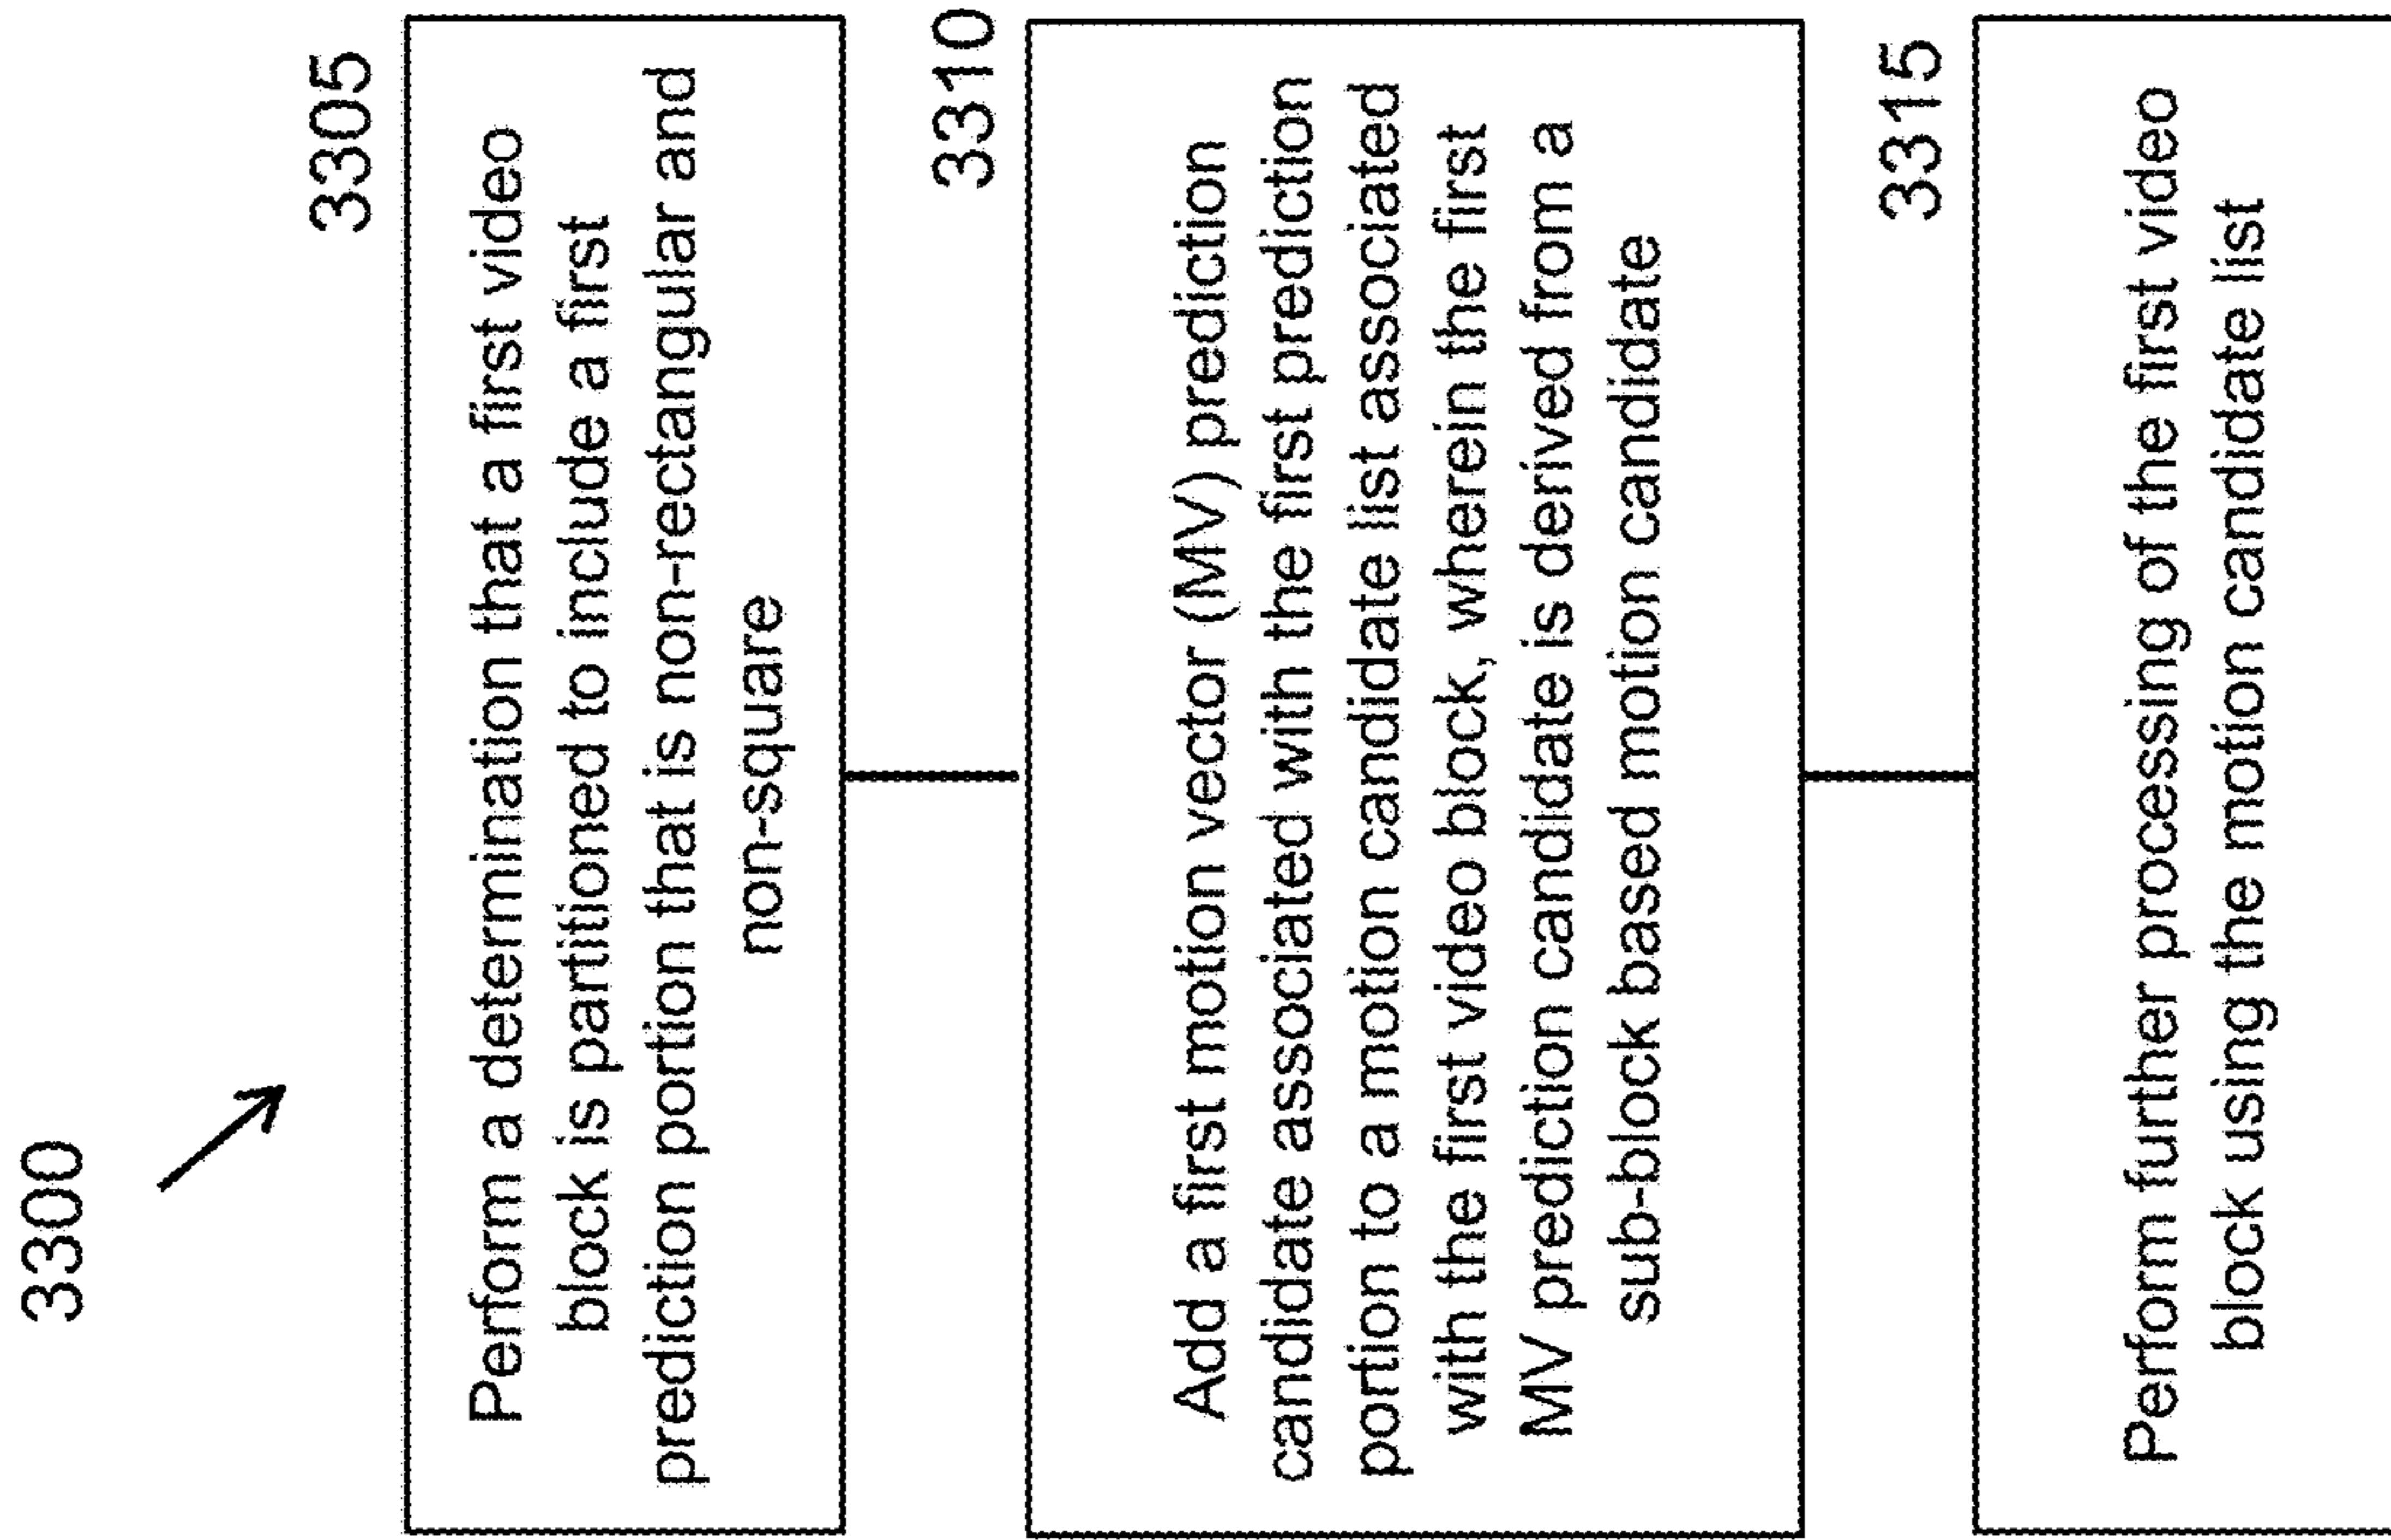 3300
3305
Perform a determination that a first video
block is partitioned to include a first
prediction portion that is non-rectangular and
non-square
3310
Add a first motion vector (MV) prediction
candidate associated with the first prediction
portion to a motion candidate list associated
with the first video block, wherein the first
MV prediction candidate is derived from a
sub-block based motion candidate
3315
Perform further processing of the first video
block using the motion candidate list